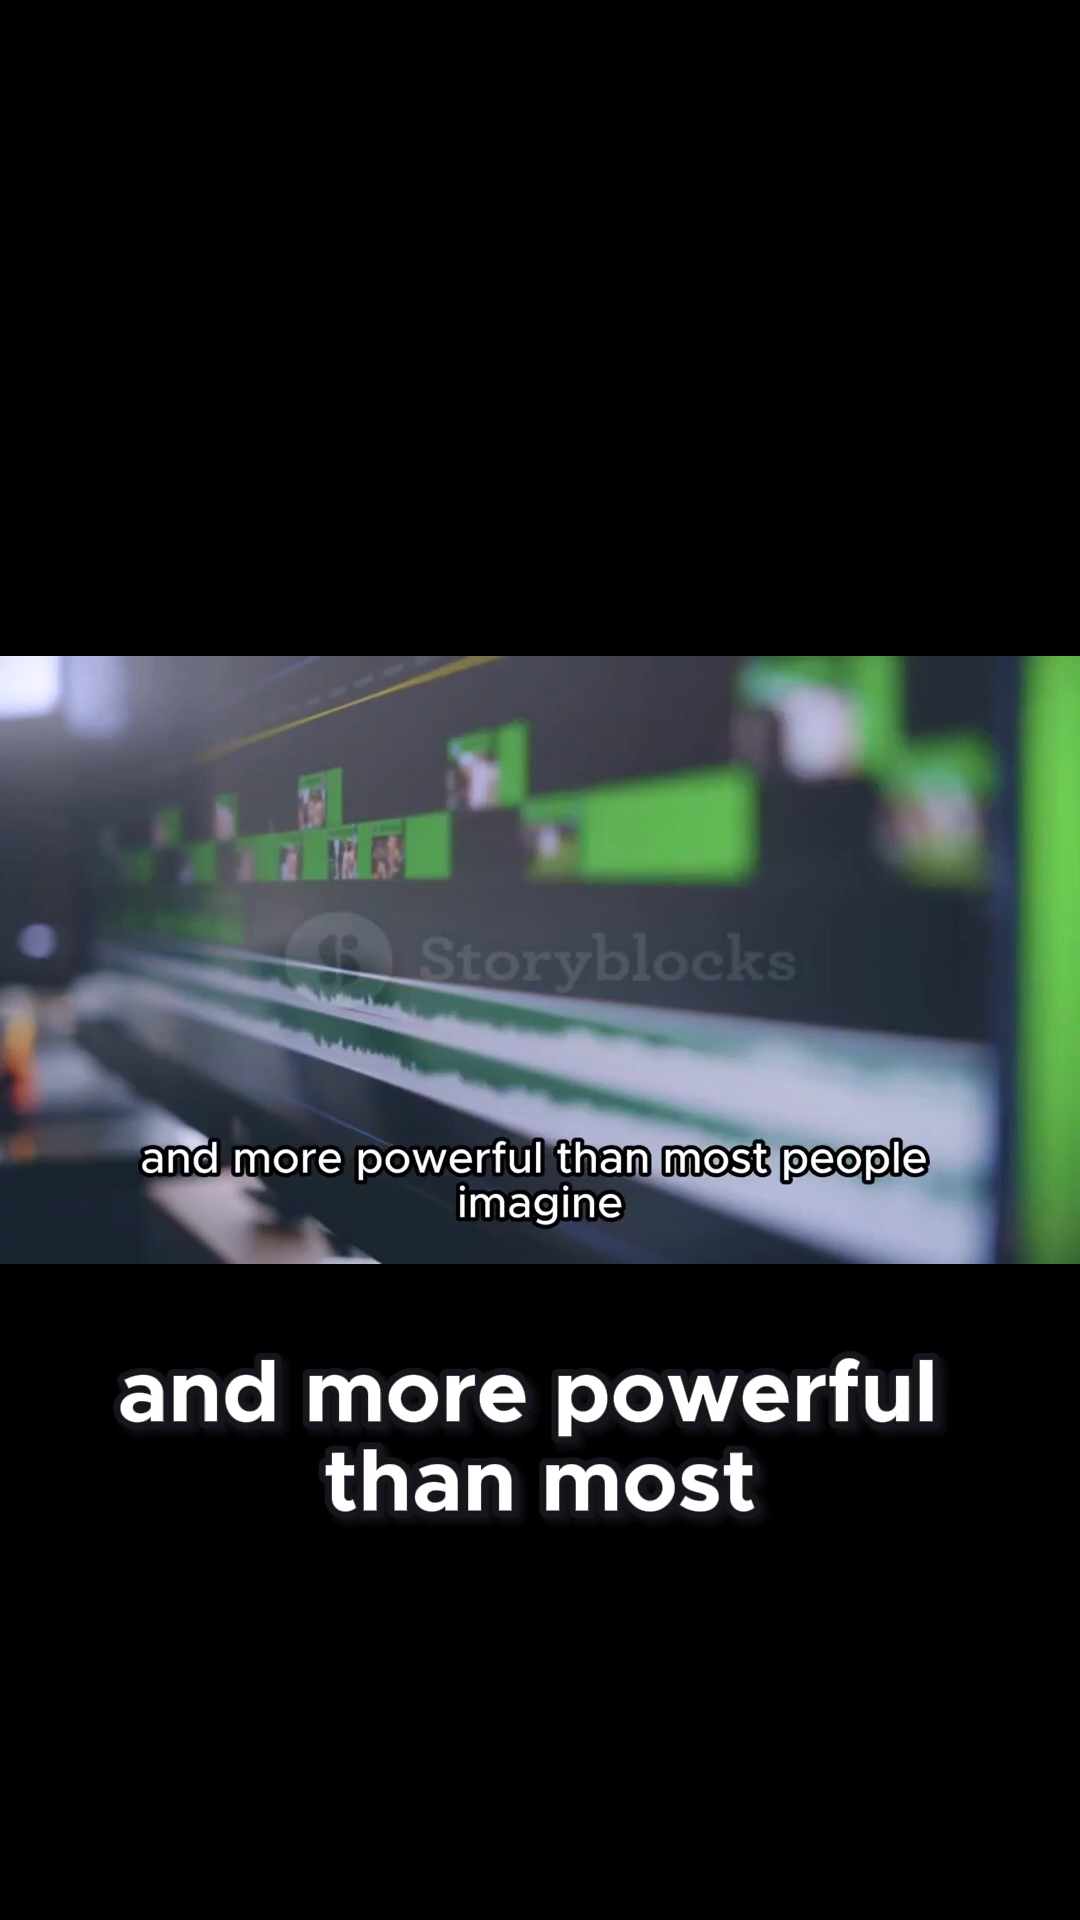 Storyblocks
and more powerful than most people
imagine
and more powerful
than most